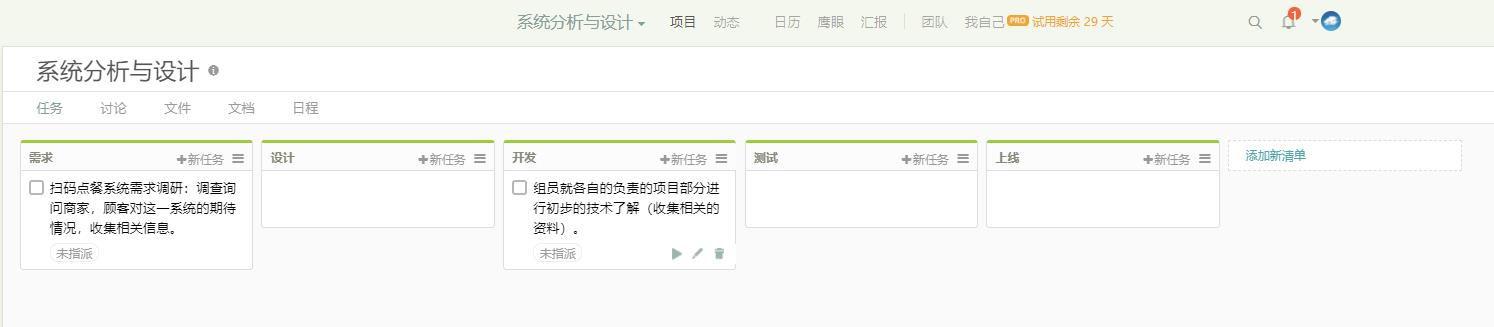 系统分析与设计 项目 动态 日历 鹰眼 汇报 团队 我自己 PRO 试用剩余 29 天 1
系统分析与设计
任务 讨论 文件 文档 日程
需求 新任务
扫码点餐系统需求调研：调查询
问商家，顾客对这一系统的期待
情况，收集相关信息。
未指派
设计 新任务
开发 新任务
组员就各自的负责的项目部分进
行初步的技术了解（收集相关的
资料）。
未指派
测试 新任务
上线 新任务
添加新清单